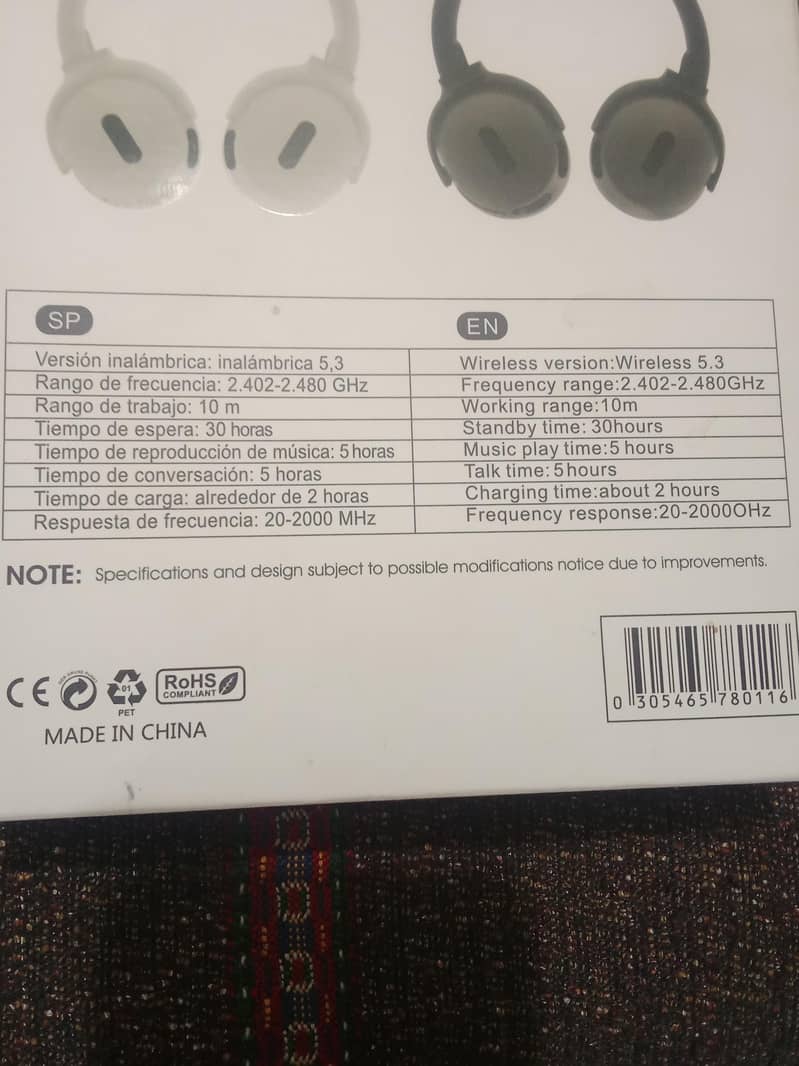 SP
EN
Versión inalámbrica: inalámbrica 5,3
Wireless version:Wireless 5.3
Rango de frecuencia: 2.402-2.480 GHz
Frequency range:2.402-2.480GHz
Rango de trabajo: 10 m
Working range:10m
Tiempo de espera: 30 horas
Standby time: 30hours
Tiempo de reproducción de música: 5 horas
Music play time:5 hours
Tiempo de conversación: 5 horas
Talk time: 5hours
Tiempo de carga: alrededor de 2 horas
Charging time:about 2 hours
Respuesta de frecuencia: 20-2000 MHz
Frequency response:20-2000OHz
NOTE: Specifications and design subject to possible modifications notice due to improvements.
CE
01
PET
RoHS
COMPLIANT
MADE IN CHINA
0 305465 780116